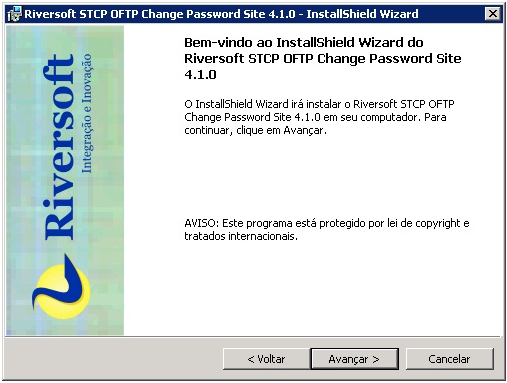 Riversoft STCP OFTP Change Password Site 4.1.0 - InstallShield Wizard
Riversoft
Integração e Inovação
Bem-vindo ao InstallShield Wizard do
Riversoft STCP OFTP Change Password Site
4.1.0
O InstallShield Wizard irá instalar o Riversoft STCP OFTP
Change Password Site 4.1.0 em seu computador. Para
continuar, clique em Avançar.
AVISO: Este programa está protegido por lei de copyright e
tratados internacionais.
< Voltar
Avançar >
Cancelar